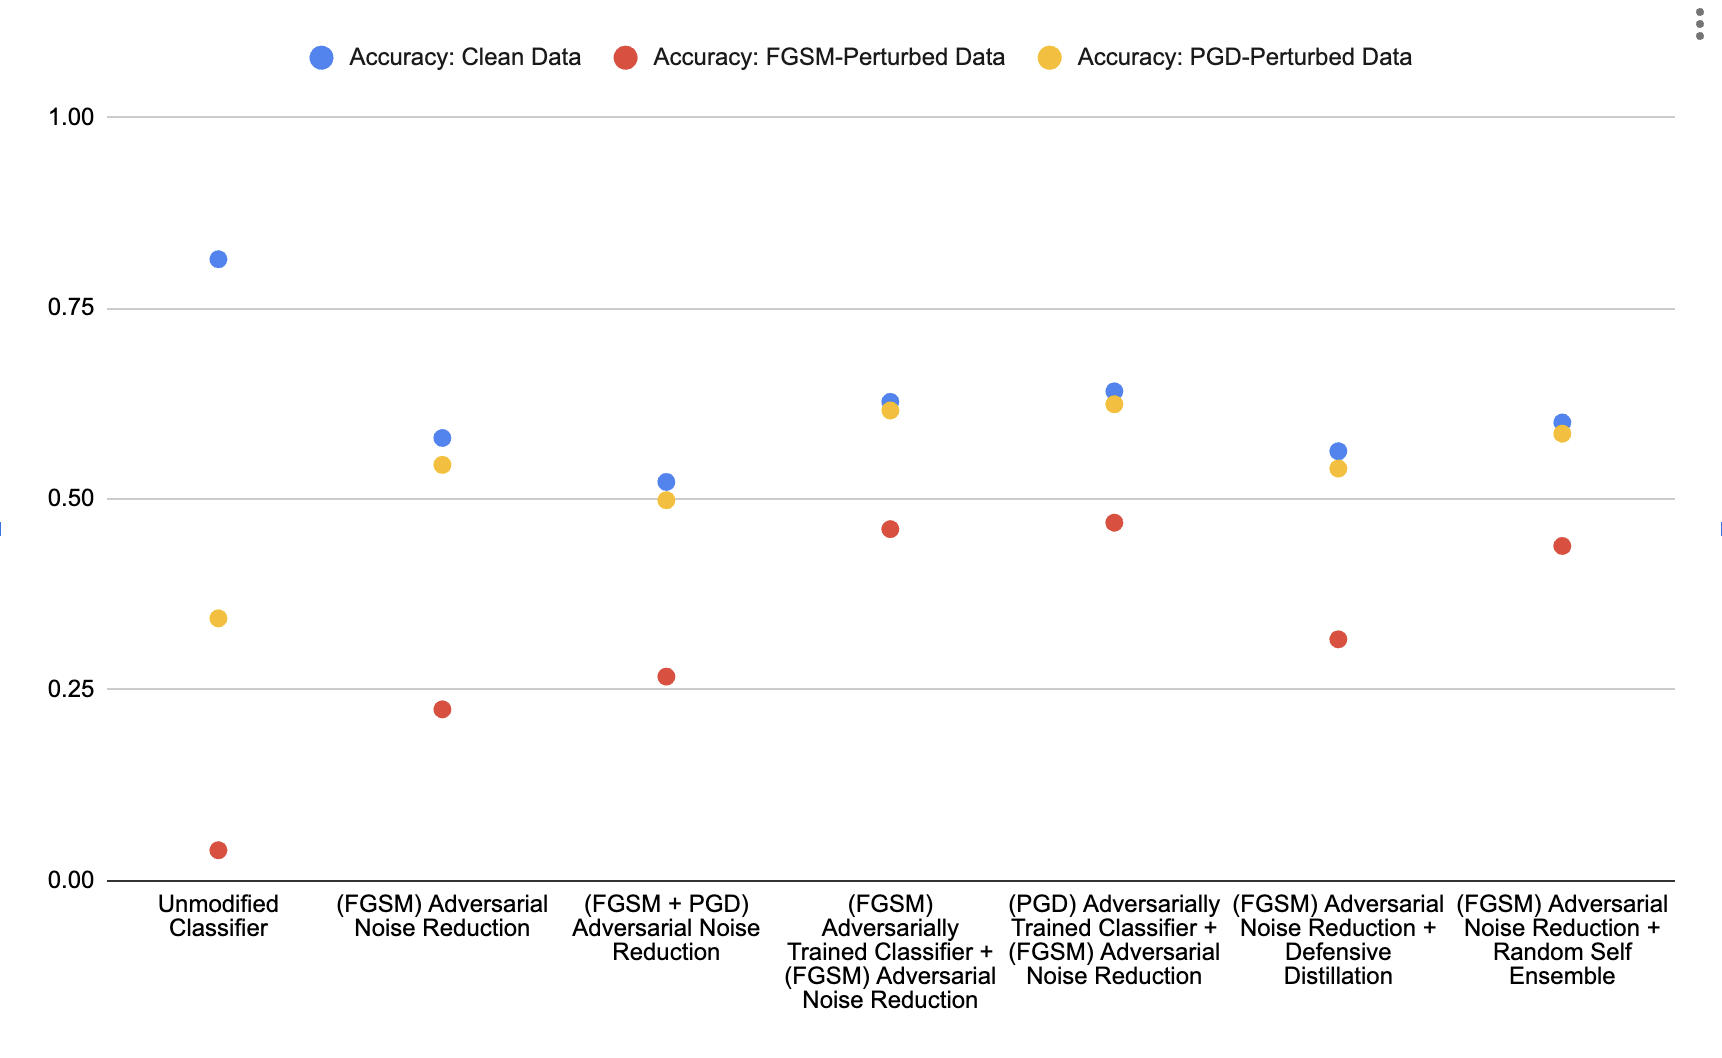 Accuracy: Clean Data
Accuracy: FGSM-Perturbed Data
Accuracy: PGD-Perturbed Data
1.00
0.75
0.50
0.25
0.00
Unmodified
Classifier
(FGSM) Adversarial
Noise Reduction
(FGSM + PGD)
Adversarial Noise
Reduction
(FGSM)
Adversarially
Trained Classifier +
(FGSM) Adversarial
Noise Reduction
(PGD) Adversarially
Trained Classifier +
(FGSM) Adversarial
Noise Reduction
(FGSM) Adversarial
Noise Reduction +
Defensive
Distillation
(FGSM) Adversarial
Noise Reduction +
Random Self
Ensemble